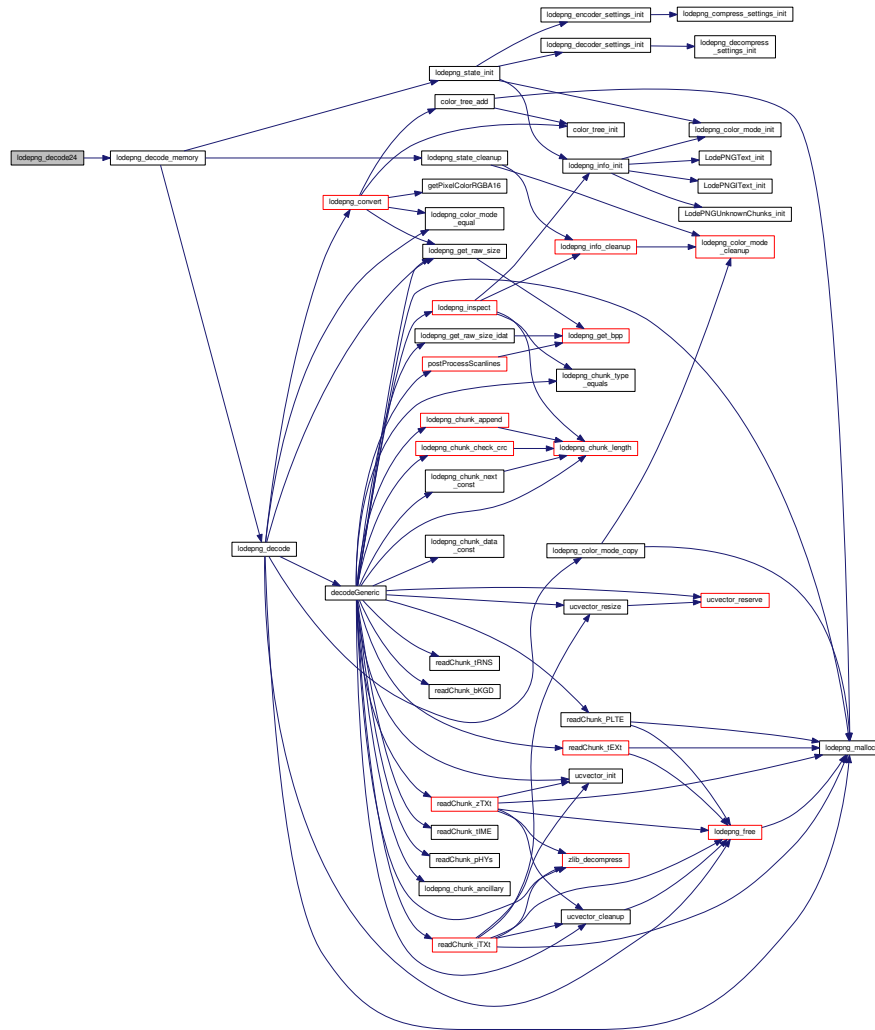 lodepng_encoder_settings_init
lodepng_compress_settings_init
lodepng_decoder_settings_init
lodepng_decompress
_settings_init
lodepng_state_init
color_tree_add
color_tree_init
lodepng_color_mode_init
lodepng_decode24
lodepng_decode_memory
lodepng_state_cleanup
lodepng_info_init
LodePNGText_init
getPixelColorRGBA16
LodePNGIText_init
lodepng_convert
lodepng_color_mode
_equal
LodePNGUnknownChunks_init
lodepng_get_raw_size
lodepng_info_cleanup
lodepng_color_mode
_cleanup
lodepng_inspect
lodepng_get_raw_size_idat
lodepng_get_bpp
postProcessScanlines
lodepng_chunk_type
_equals
lodepng_chunk_append
lodepng_chunk_check_crc
lodepng_chunk_length
lodepng_chunk_next
_const
lodepng_decode
lodepng_chunk_data
_const
lodepng_color_mode_copy
decodeGeneric
ucvector_resize
ucvector_reserve
readChunk_tRNS
readChunk_bKGD
readChunk_PLTE
readChunk_tEXt
lodepng_malloc
ucvector_init
readChunk_zTXt
readChunk_tIME
lodepng_free
readChunk_pHYs
zlib_decompress
lodepng_chunk_ancillary
ucvector_cleanup
readChunk_iTXt